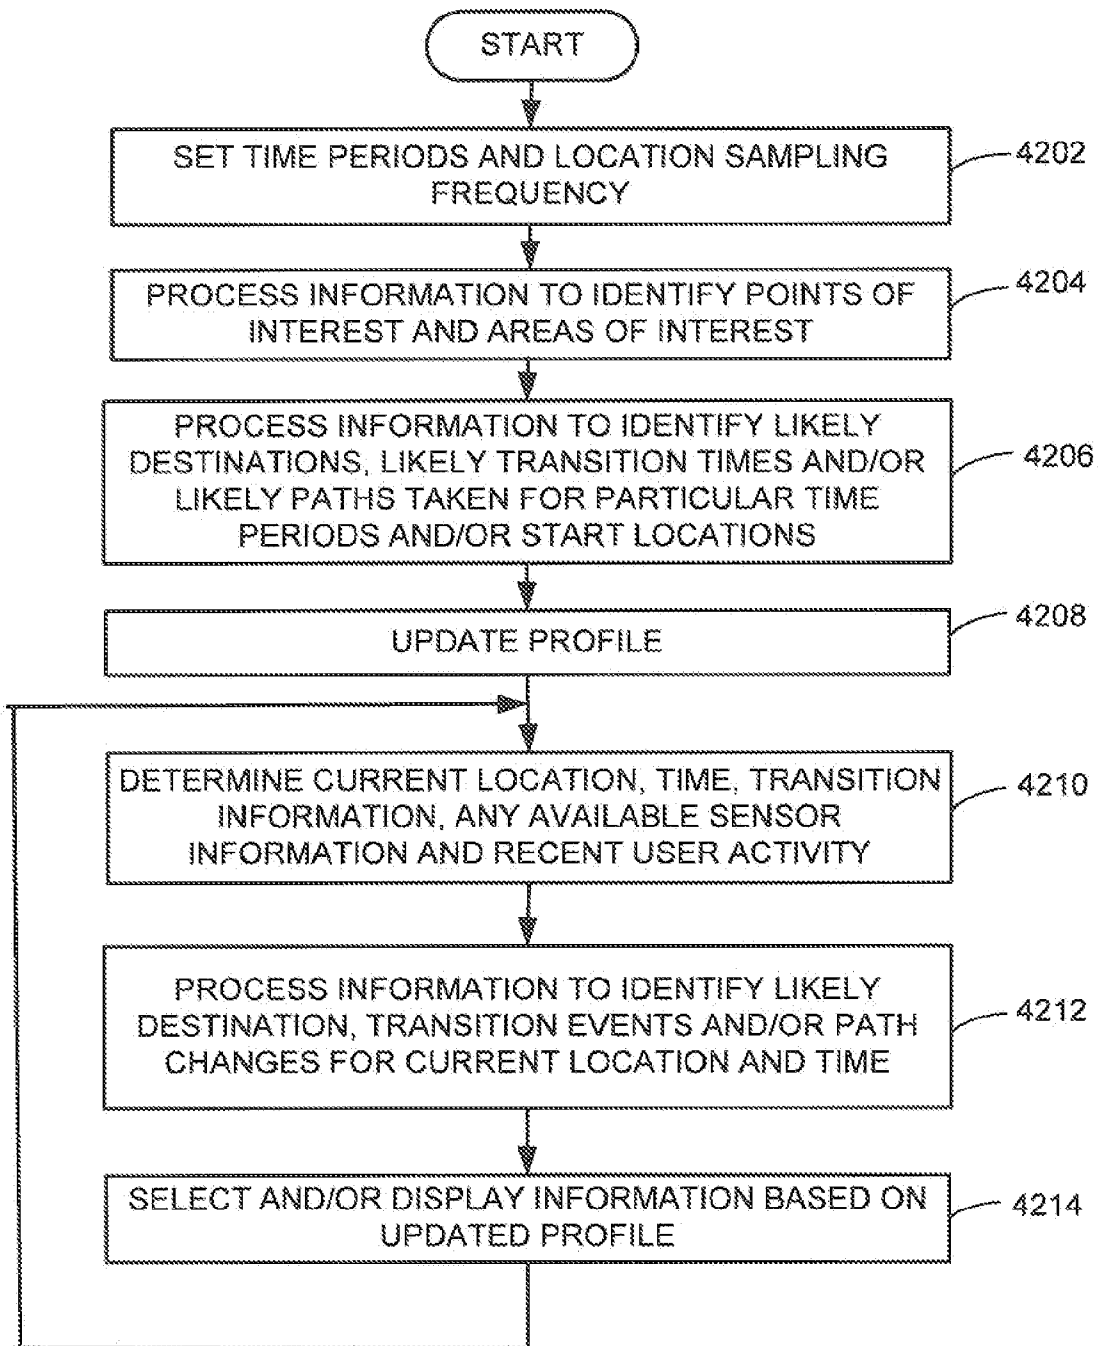 START
SET TIME PERIODS AND LOCATION SAMPLING
FREQUENCY
4202
PROCESS INFORMATION TO IDENTIFY POINTS OF
INTEREST AND AREAS OF INTEREST
4204
PROCESS INFORMATION TO IDENTIFY LIKELY
DESTINATIONS, LIKELY TRANSITION TIMES AND/OR
LIKELY PATHS TAKEN FOR PARTICULAR TIME
PERIODS AND/OR START LOCATIONS
4206
UPDATE PROFILE
4208
DETERMINE CURRENT LOCATION, TIME, TRANSITION
INFORMATION, ANY AVAILABLE SENSOR
INFORMATION AND RECENT USER ACTIVITY
4210
PROCESS INFORMATION TO IDENTIFY LIKELY
DESTINATION, TRANSITION EVENTS AND/OR PATH
CHANGES FOR CURRENT LOCATION AND TIME
4212
SELECT AND/OR DISPLAY INFORMATION BASED ON
UPDATED PROFILE
4214